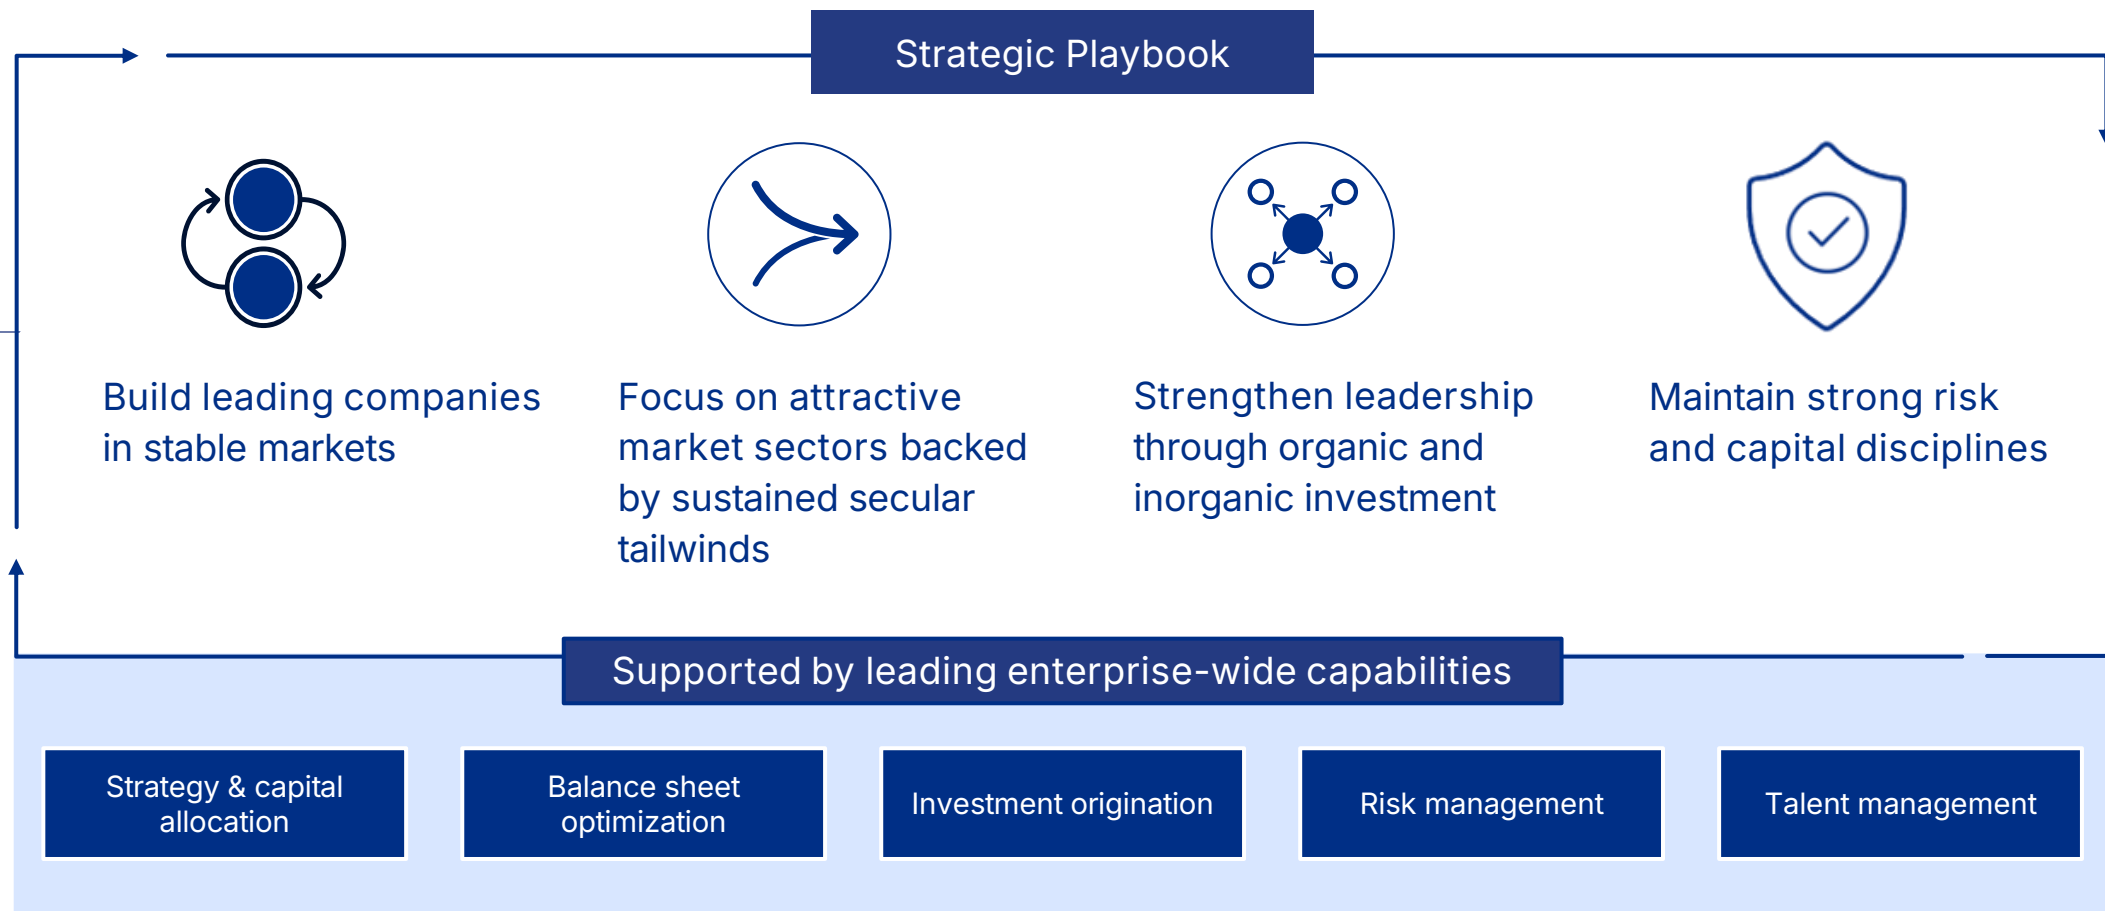 Strategic Playbook
Build leading companies
in stable markets
Focus on attractive
market sectors backed
by sustained secular
tailwinds
Strengthen leadership
through organic and
inorganic investment
Maintain strong risk
and capital disciplines
Supported by leading enterprise-wide capabilities
Strategy & capital
allocation
Balance sheet
optimization
Investment origination
Risk management
Talent management